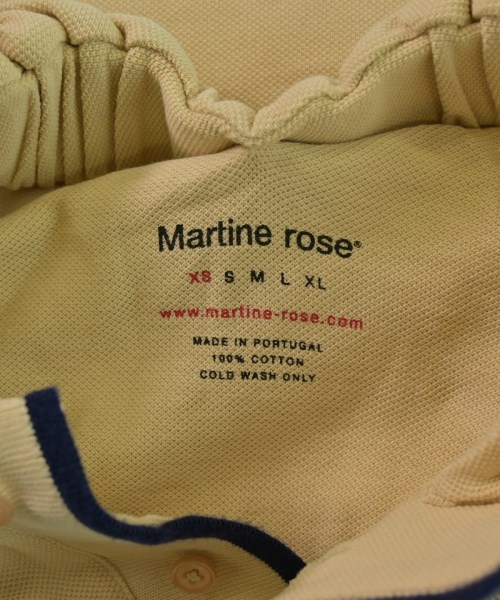 Martine rose®
XS S M L XL
www.martine-rose.com
MADE IN PORTUGAL
100% COTTON
COLD WASH ONLY